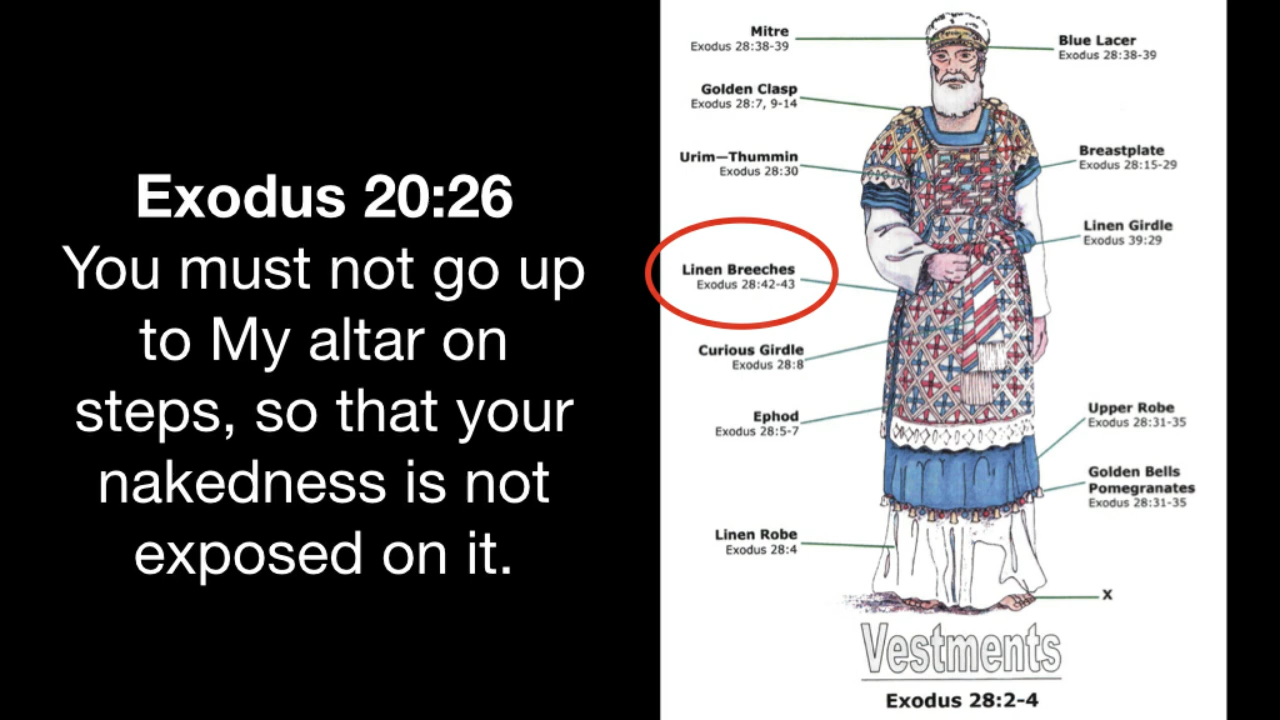 Exodus 20:26
You must not go up
to My altar on
steps, so that your
nakedness is not
exposed on it.
Mitre
Exodus 28:38-39
Golden Clasp
Exodus 28:7, 9-14
Urim—Thummin
Exodus 28:30
Linen Breeches
Exodus 28:42-43
Curious Girdle
Exodus 28:8
Ephod
Exodus 28:5-7
Linen Robe
Exodus 28:4
Blue Lacer
Exodus 28:38-39
Breastplate
Exodus 28:15-29
Linen Girdle
Exodus 39:29
Upper Robe
Exodus 28:31-35
Golden Bells
Pomegranates
Exodus 28:31-35
X
Vestments
Exodus 28:2-4